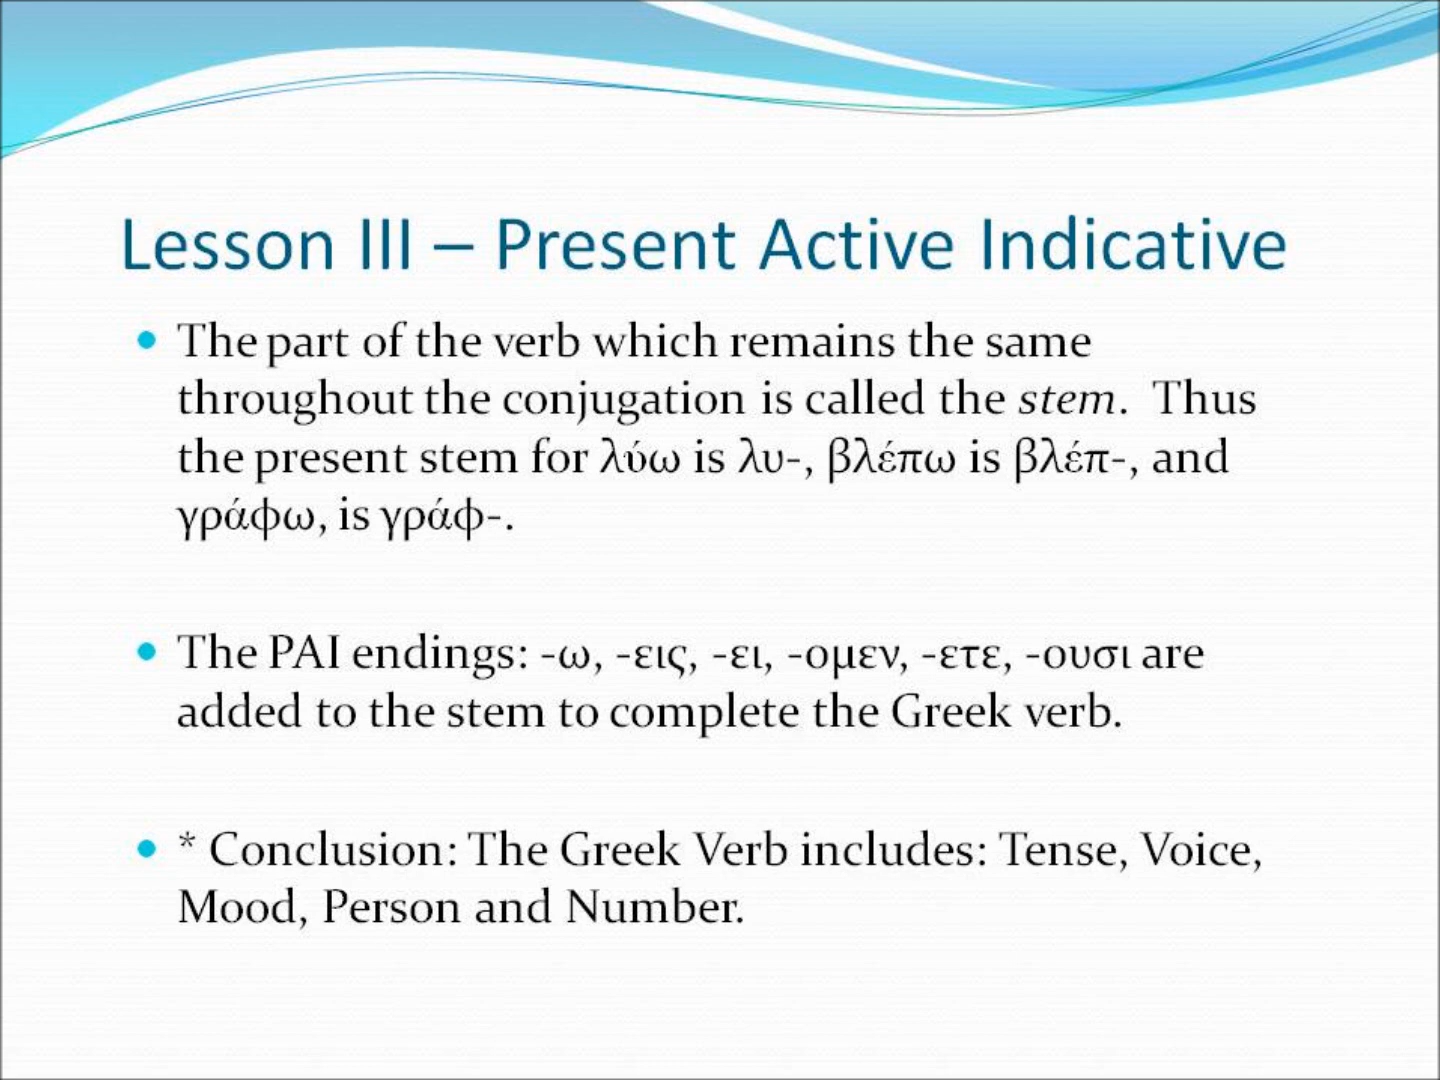 Lesson III – Present Active Indicative
• The part of the verb which remains the same
throughout the conjugation is called the stem. Thus
the present stem for λύω is λυ-, βλέπω is βλέπ-, and
γράφω, is γράφ-.
• The PAI endings: -ω, -εις, -ει, -ομεν, -ετε, -ουσι are
added to the stem to complete the Greek verb.
• * Conclusion: The Greek Verb includes: Tense, Voice,
Mood, Person and Number.